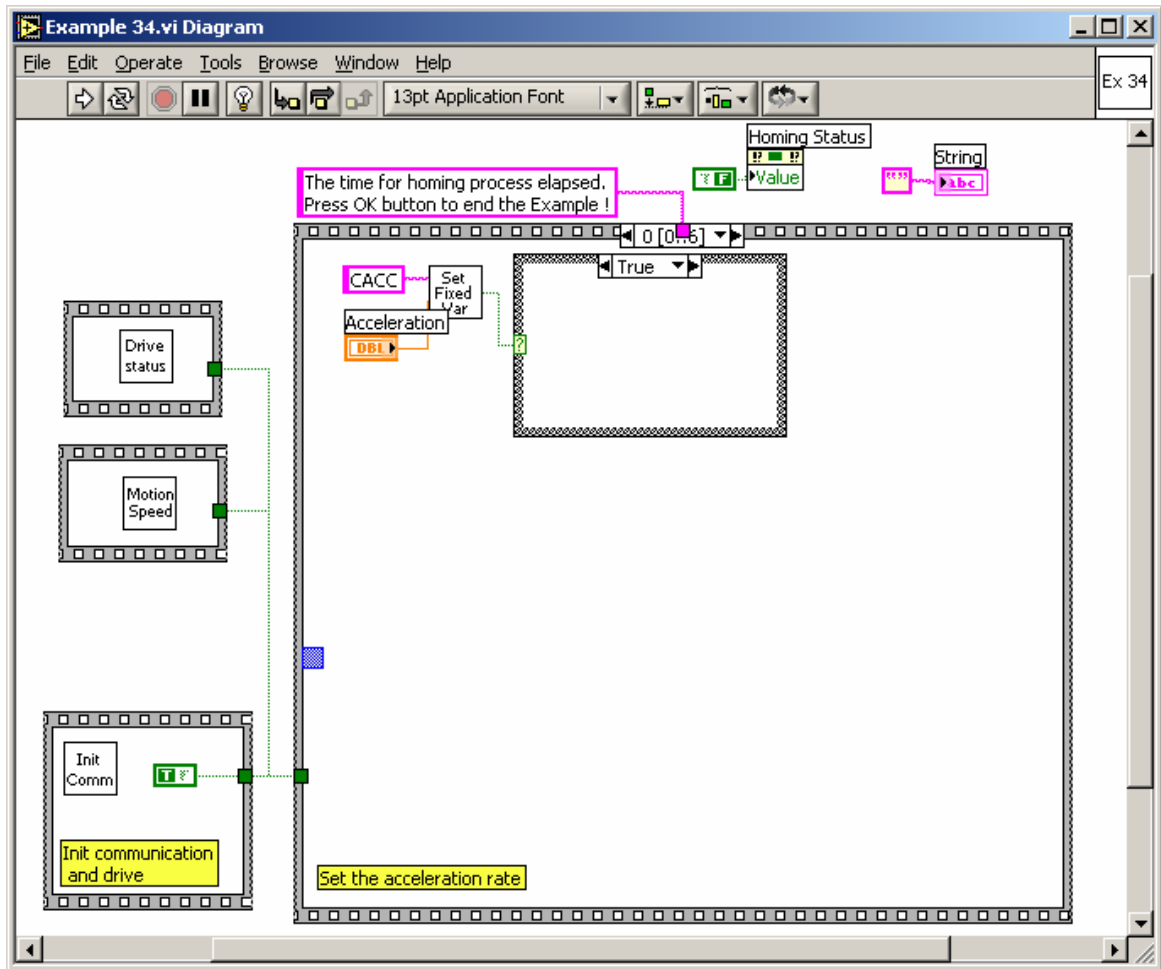 Example 34.vi Diagram
File Edit Operate Tools Browse Window Help
13pt Application Font
Ex 34
Homing Status
String
The time for homing process elapsed.
Press OK button to end the Example !
F
Value
abc
0 [0..6]
True
CACC
Set
Fixed
Var
Acceleration
DBL
?
Drive
status
Motion
Speed
Init
Comm
T
Init communication
and drive
Set the acceleration rate